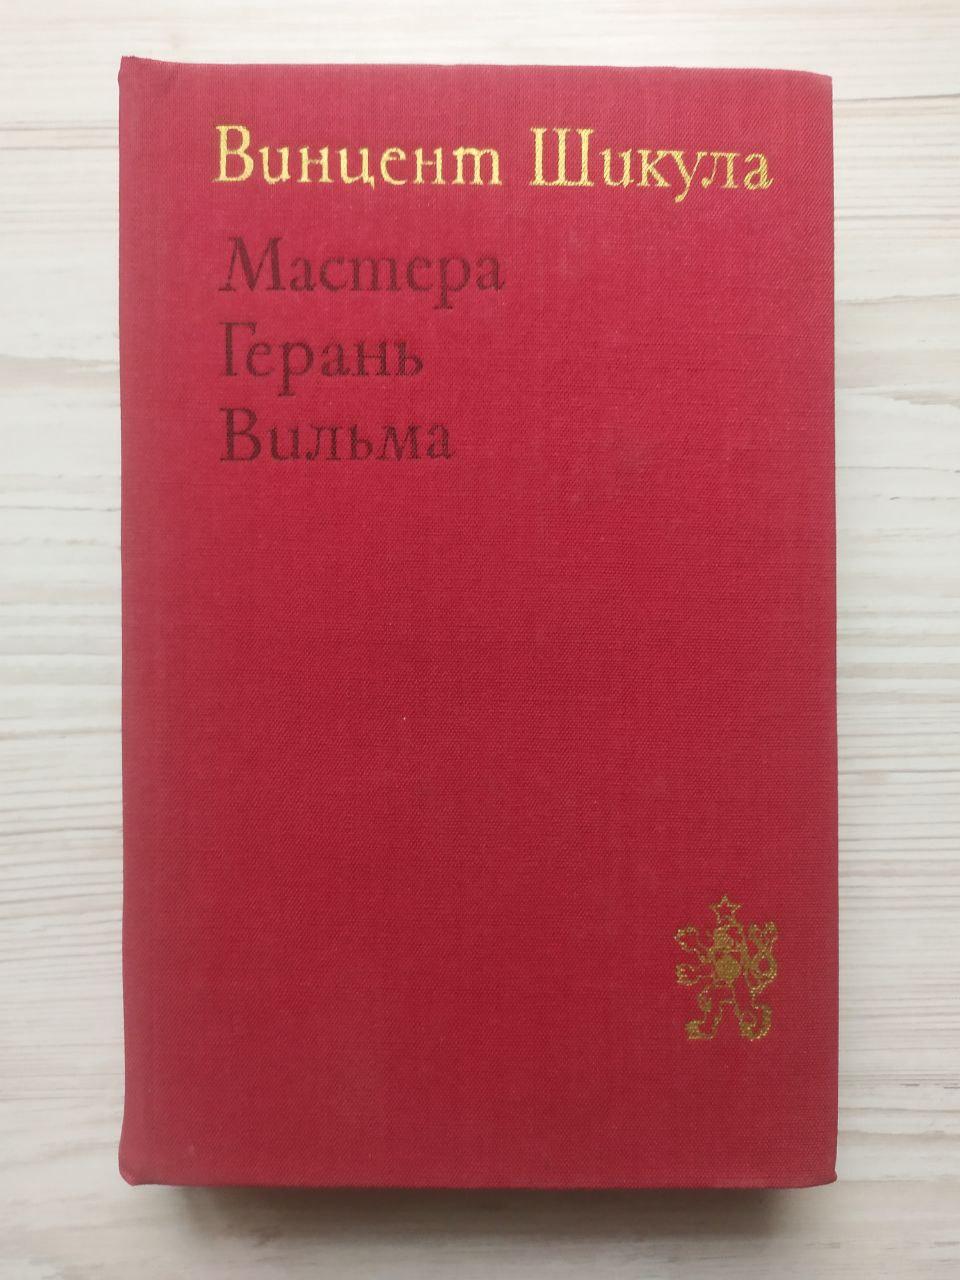 Винцент Шикула
Мастера
Герань
Вильма